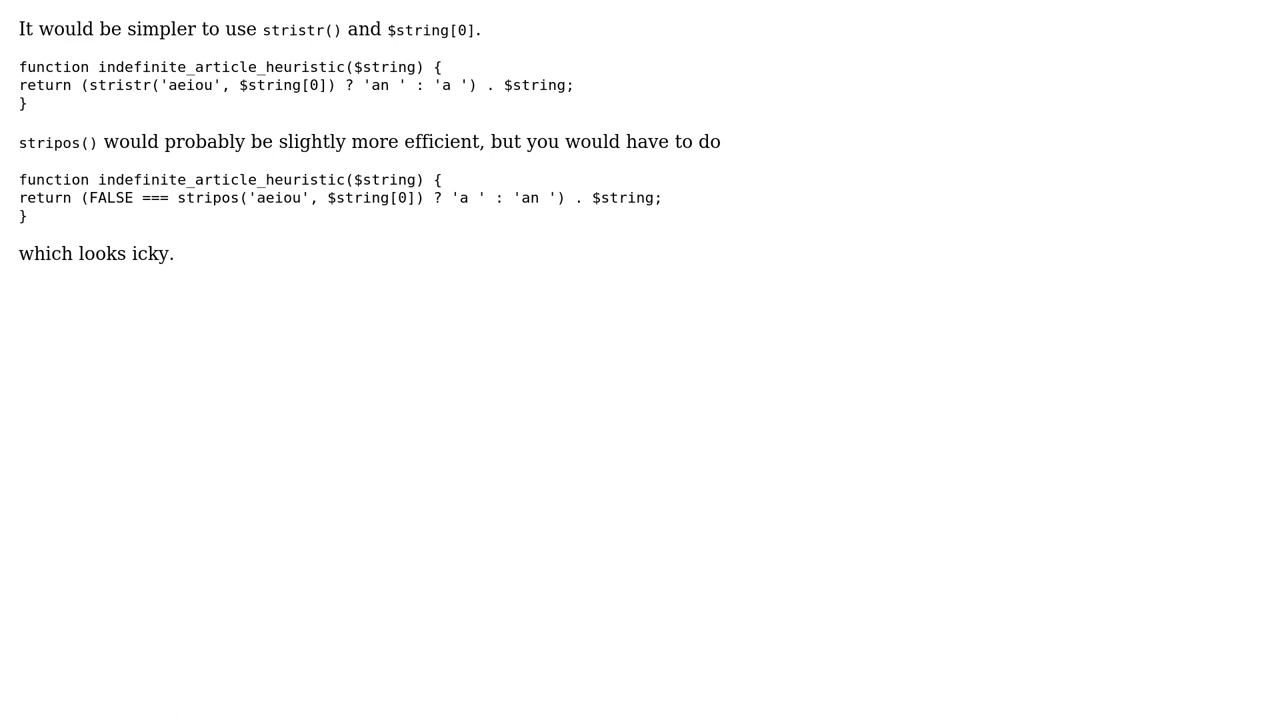 It would be simpler to use stristr() and $string[0].
function indefinite_article_heuristic($string) {
return (stristr('aeiou', $string[0]) ? 'an ' : 'a ') . $string;
}
stripos() would probably be slightly more efficient, but you would have to do
function indefinite_article_heuristic($string) {
return (FALSE === stripos('aeiou', $string[0]) ? 'a ' : 'an ') . $string;
}
which looks icky.